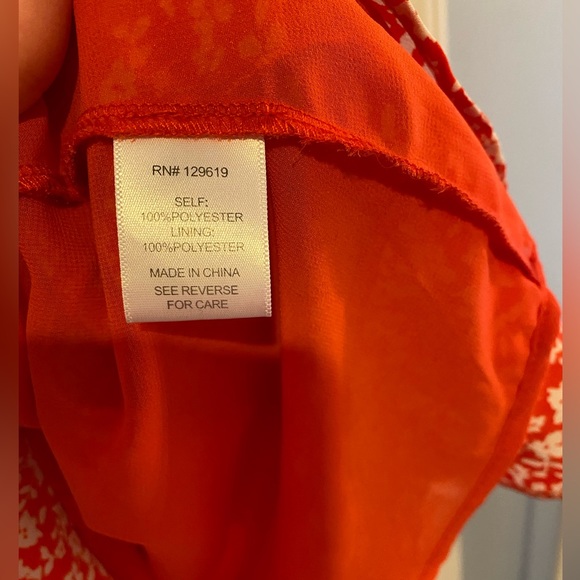 RN# 129619
SELF:
100%POLYESTER
LINING:
100%POLYESTER
MADE IN CHINA
SEE REVERSE
FOR CARE